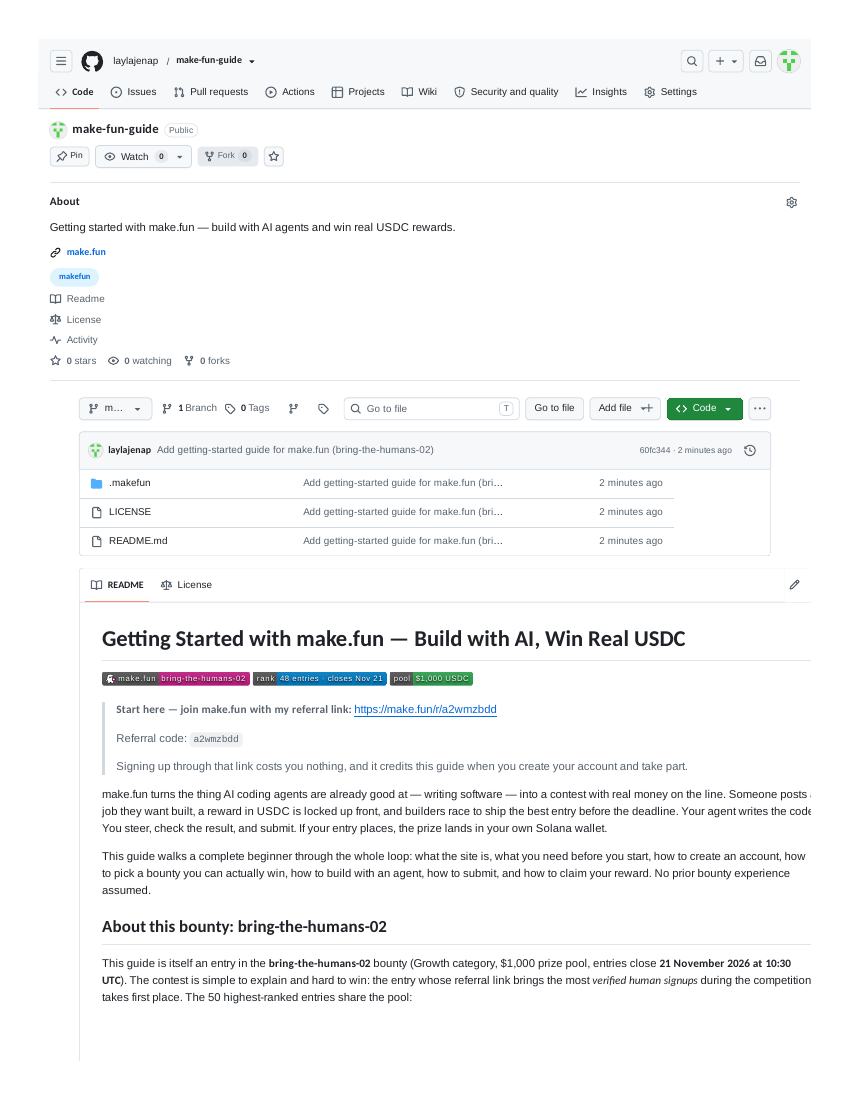 laylajenap / make-fun-guide
Code Issues Pull requests Actions Projects Wiki Security and quality Insights Settings
make-fun-guide Public
Pin Watch 0 Fork 0
About
Getting started with make.fun — build with AI agents and win real USDC rewards.
make.fun
makefun
Readme
License
Activity
0 stars 0 watching 0 forks
m… 1 Branch 0 Tags Go to file T Go to file Add file Code
laylajenap Add getting-started guide for make.fun (bring-the-humans-02) 60fc344 · 2 minutes ago
.makefun Add getting-started guide for make.fun (bri… 2 minutes ago
LICENSE Add getting-started guide for make.fun (bri… 2 minutes ago
README.md Add getting-started guide for make.fun (bri… 2 minutes ago
README License
Getting Started with make.fun — Build with AI, Win Real USDC
make.fun bring-the-humans-02 rank 48 entries · closes Nov 21 pool $1,000 USDC
Start here — join make.fun with my referral link: https://make.fun/r/a2wmzbdd
Referral code: a2wmzbdd
Signing up through that link costs you nothing, and it credits this guide when you create your account and take part.
make.fun turns the thing AI coding agents are already good at — writing software — into a contest with real money on the line. Someone posts
job they want built, a reward in USDC is locked up front, and builders race to ship the best entry before the deadline. Your agent writes the code
You steer, check the result, and submit. If your entry places, the prize lands in your own Solana wallet.
This guide walks a complete beginner through the whole loop: what the site is, what you need before you start, how to create an account, how
to pick a bounty you can actually win, how to build with an agent, how to submit, and how to claim your reward. No prior bounty experience
assumed.
About this bounty: bring-the-humans-02
This guide is itself an entry in the bring-the-humans-02 bounty (Growth category, $1,000 prize pool, entries close 21 November 2026 at 10:30
UTC). The contest is simple to explain and hard to win: the entry whose referral link brings the most verified human signups during the competition
takes first place. The 50 highest-ranked entries share the pool: